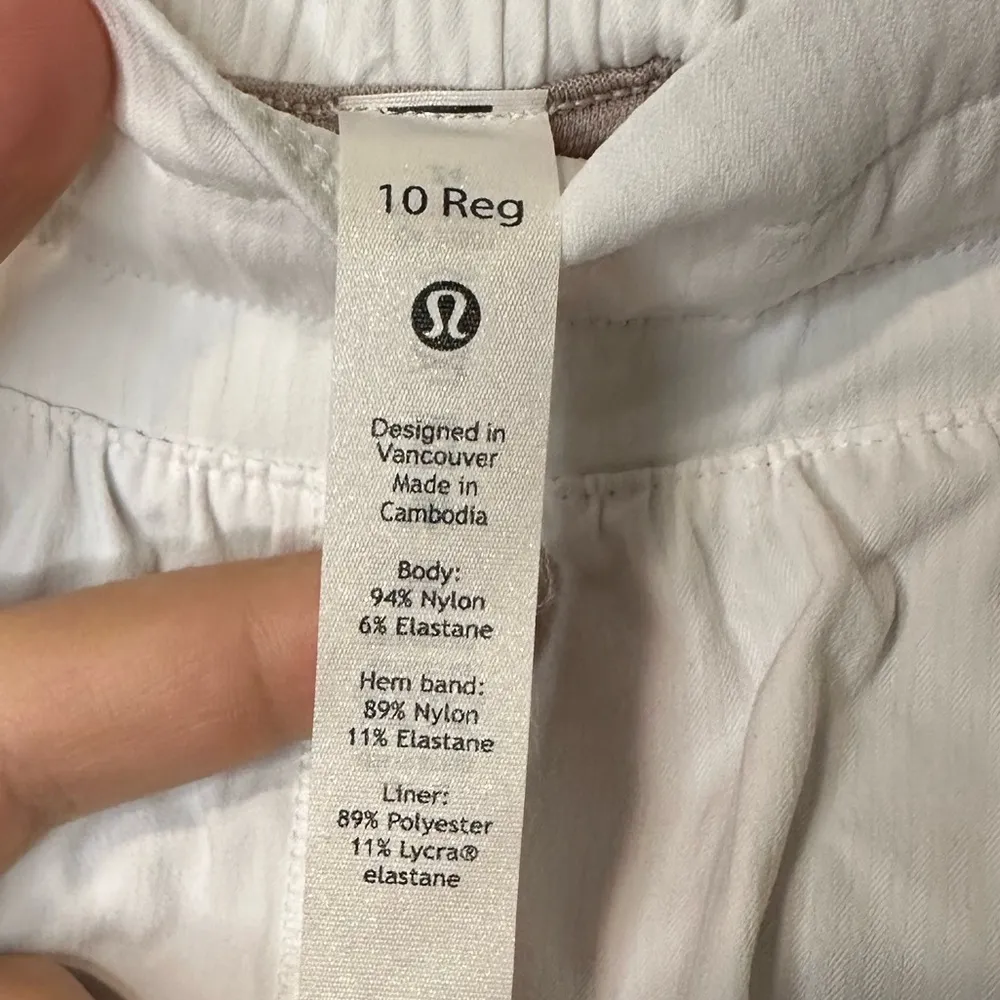 10 Reg
Designed in
Vancouver
Made in
Cambodia
Body:
94% Nylon
6% Elastane
Hem band:
89% Nylon
11% Elastane
Liner:
89% Polyester
11% Lycra®
elastane